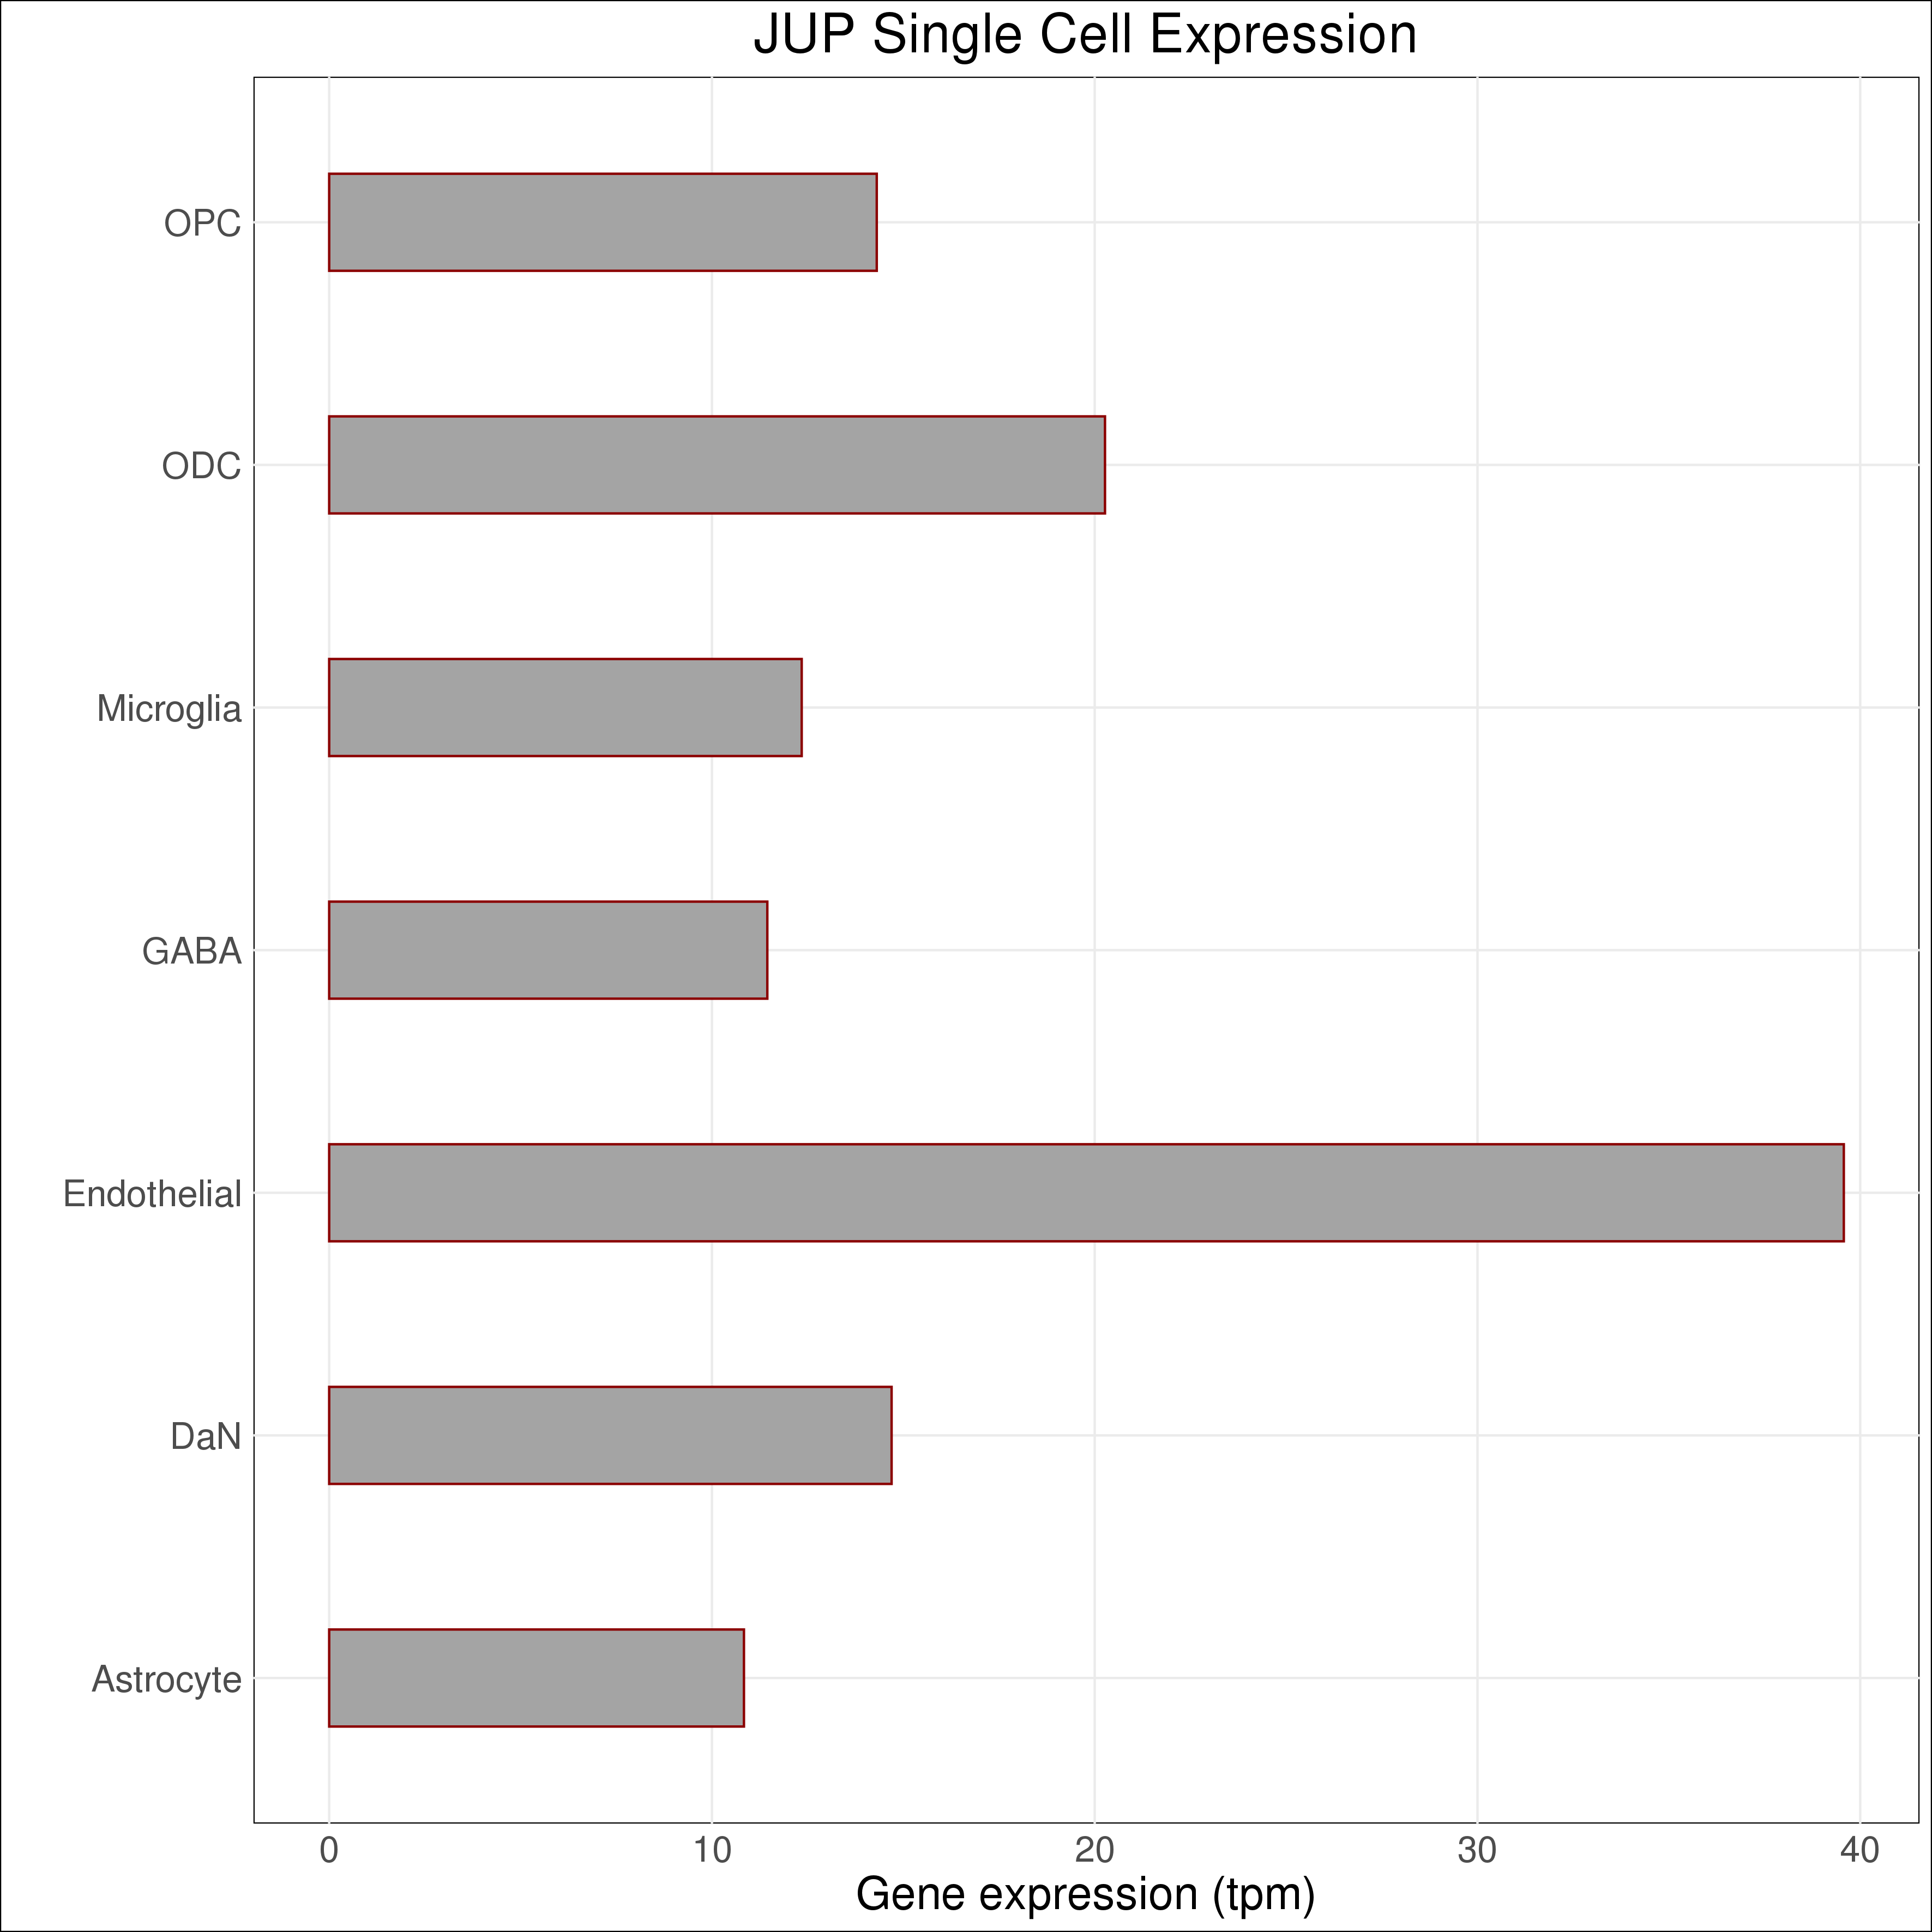 JUP Single Cell Expression
OPC
ODC
Microglia
GABA
Endothelial
DaN
Astrocyte
0 10 20 30 40
Gene expression (tpm)